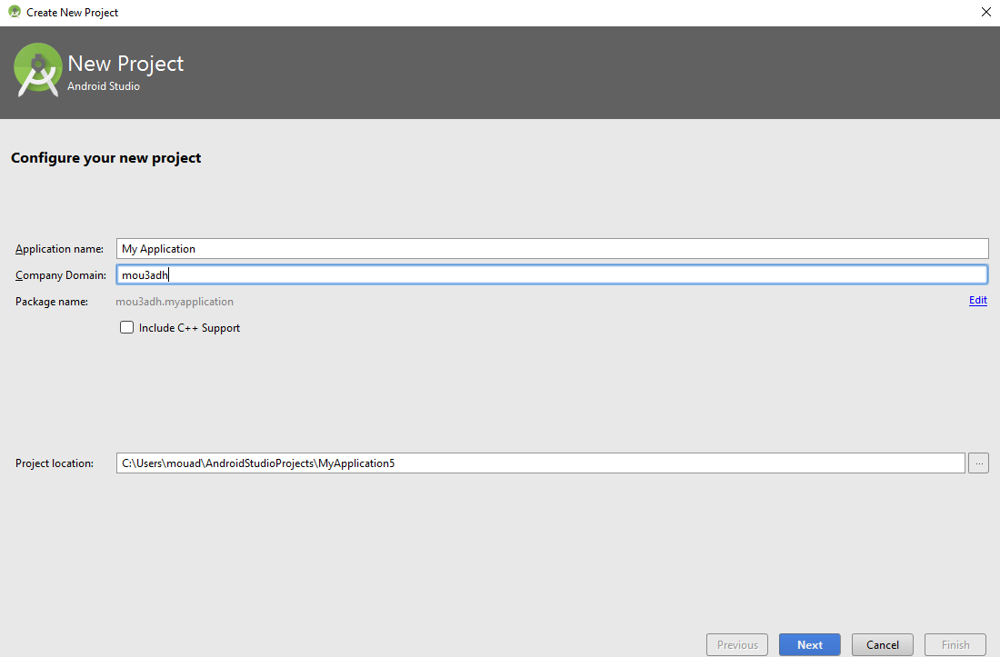 Create New Project
New Project
Android Studio
Configure your new project
Application name: My Application
Company Domain: mou3adh
Package name: mou3adh.myapplication Edit
Include C++ Support
Project location: C:\Users\mouad\AndroidStudioProjects\MyApplication5 ...
Previous Next Cancel Finish